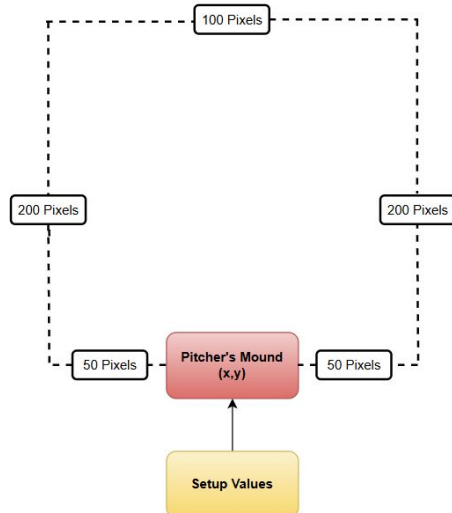 100 Pixels
200 Pixels
200 Pixels
50 Pixels
Pitcher's Mound
(x,y)
50 Pixels
Setup Values